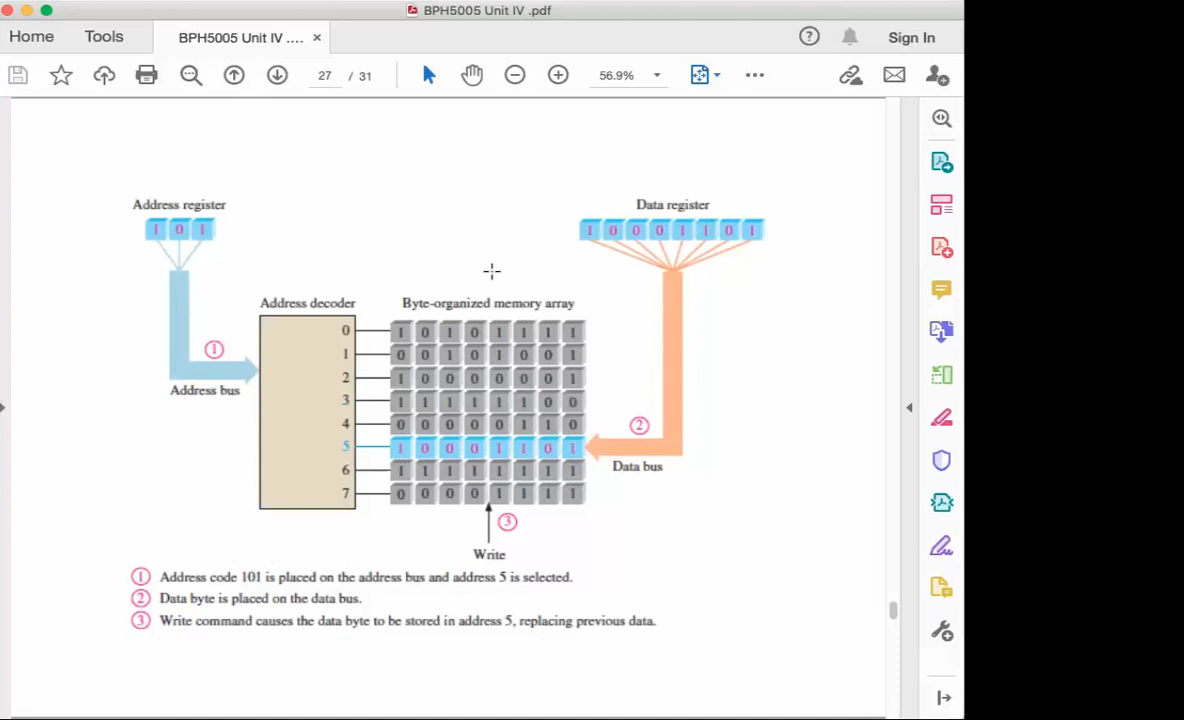 BPH5005 Unit IV .pdf
Home Tools BPH5005 Unit IV .... × Sign In
27 / 31 56.9%
Address register Data register
1 0 1 1 0 0 0 1 1 0 1
Address decoder Byte-organized memory array
0 1 0 1 0 1 1 1 1
1 0 0 1 0 1 0 0 1
2 1 0 0 0 0 0 0 1
3 1 1 1 1 1 1 0 0
4 0 0 0 0 0 1 1 0
5 1 0 0 0 1 1 0 1
6 1 1 1 1 1 1 1 1
7 0 0 0 0 1 1 1 1
1
Address bus
2
Data bus
3
Write
1 Address code 101 is placed on the address bus and address 5 is selected.
2 Data byte is placed on the data bus.
3 Write command causes the data byte to be stored in address 5, replacing previous data.